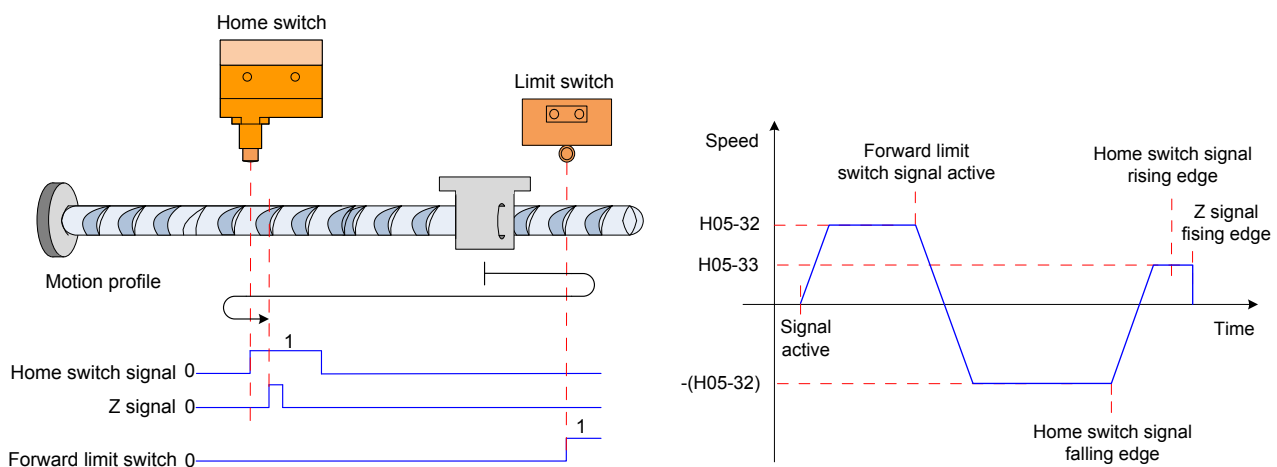 Home switch
Limit switch
Motion profile
Home switch signal 0
1
Z signal 0
Forward limit switch 0
1
Speed
Forward limit
switch signal active
Home switch signal
rising edge
Z signal
fising edge
H05-32
H05-33
Signal
active
Time
-(H05-32)
Home switch signal
falling edge